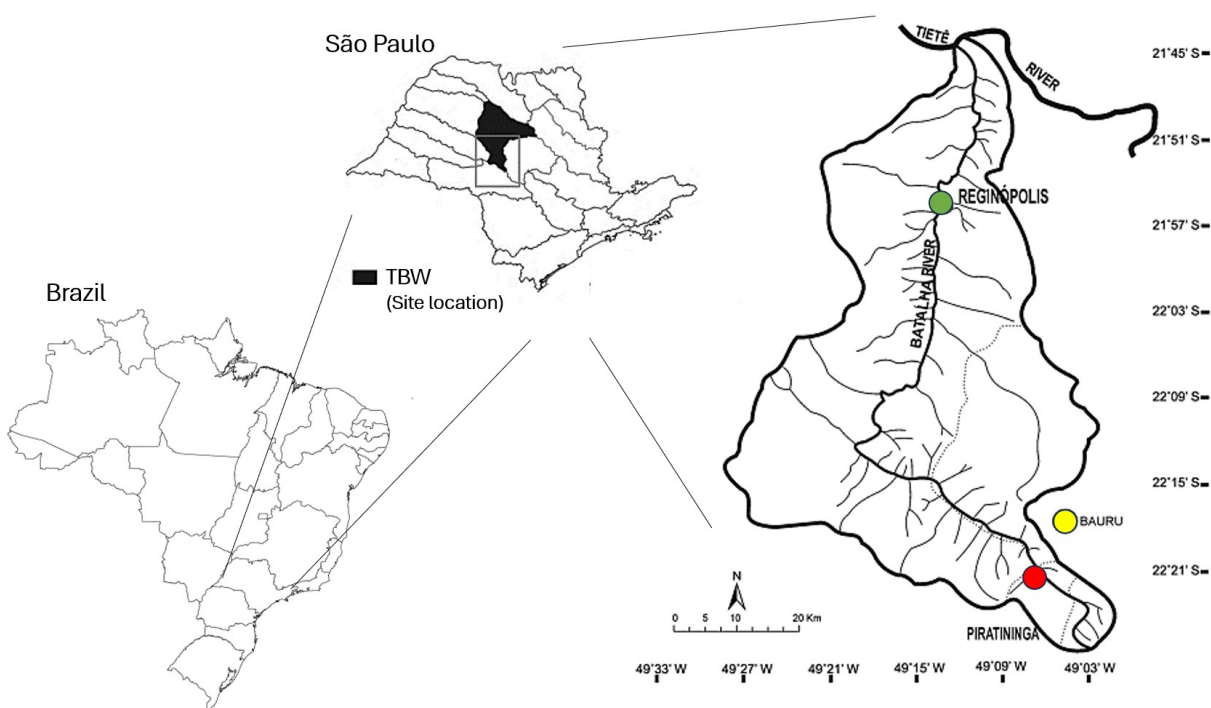 São Paulo
TBW
(Site location)
Brazil
TIETÊ
RIVER
REGINÓPOLIS
BATALHA RIVER
BAURU
PIRATININGA
N
0 5 10 20 Km
21°45' S
21°51' S
21°57' S
22°03' S
22°09' S
22°15' S
22°21' S
49°33' W 49°27' W 49°21' W 49°15' W 49°09' W 49°03' W